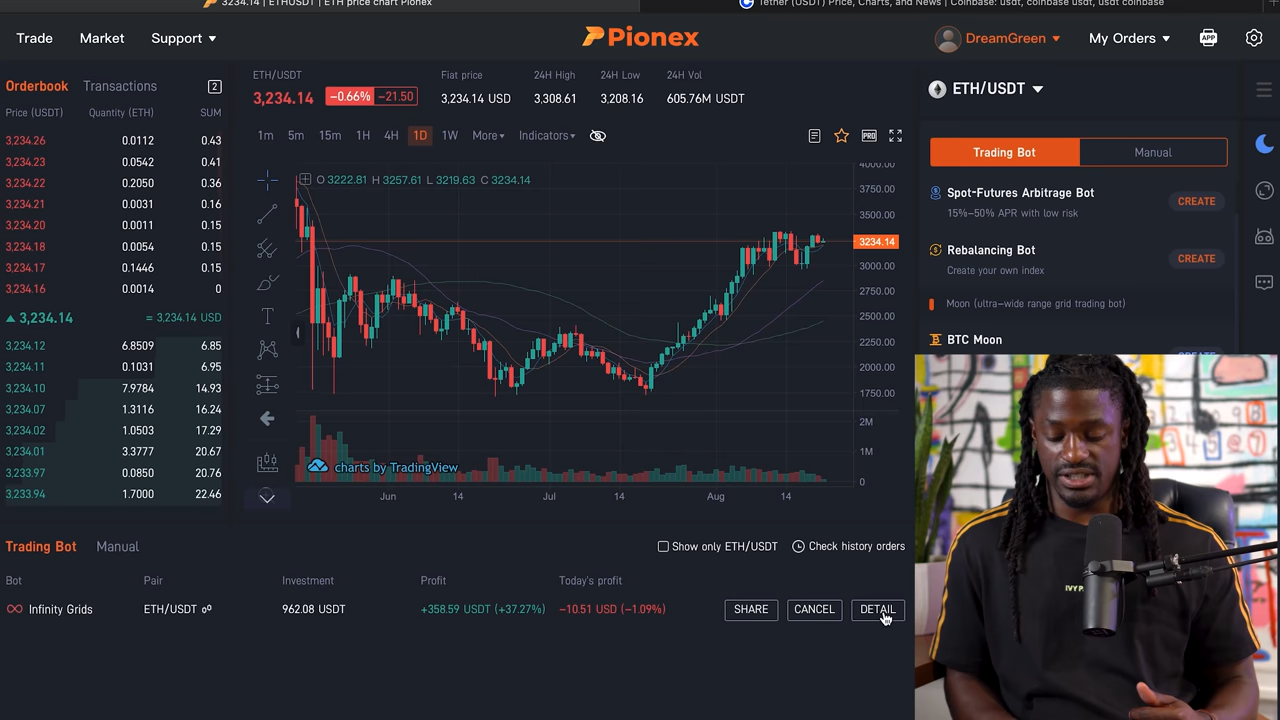 3234.14 | ETHUSDT | ETH price chart Pionex
Tether (USDT) Price, Charts, and News | Coinbase: usdt, coinbase usdt, usdt coinbase
Trade Market Support
Pionex
DreamGreen My Orders APP
Orderbook Transactions 2
Price (USDT) Quantity (ETH) SUM
3,234.26 0.0112 0.43
3,234.23 0.0542 0.41
3,234.22 0.2050 0.36
3,234.21 0.0031 0.16
3,234.20 0.0011 0.15
3,234.18 0.0054 0.15
3,234.17 0.1446 0.15
3,234.16 0.0014 0
3,234.14 = 3,234.14 USD
3,234.12 6.8509 6.85
3,234.11 0.1031 6.95
3,234.10 7.9784 14.93
3,234.07 1.3116 16.24
3,234.02 1.0503 17.29
3,234.01 3.3777 20.67
3,233.97 0.0850 20.76
3,233.94 1.7000 22.46
ETH/USDT Fiat price 24H High 24H Low 24H Vol
3,234.14 −0.66% −21.50 3,234.14 USD 3,308.61 3,208.16 605.76M USDT
1m 5m 15m 1H 4H 1D 1W More Indicators PRO
O 3222.81 H 3257.61 L 3219.63 C 3234.14
4000.00
3750.00
3500.00
3234.14
3000.00
2750.00
2500.00
2250.00
2000.00
1750.00
2M
1M
0
charts by TradingView
Jun 14 Jul 14 Aug 14
ETH/USDT
Trading Bot Manual
Spot-Futures Arbitrage Bot
15%–50% APR with low risk
CREATE
Rebalancing Bot
Create your own index
CREATE
Moon (ultra-wide range grid trading bot)
BTC Moon
CREATE
Trading Bot Manual
Show only ETH/USDT Check history orders
Bot Pair Investment Profit Today's profit
Infinity Grids ETH/USDT 962.08 USDT +358.59 USDT (+37.27%) −10.51 USD (−1.09%) SHARE CANCEL DETAIL